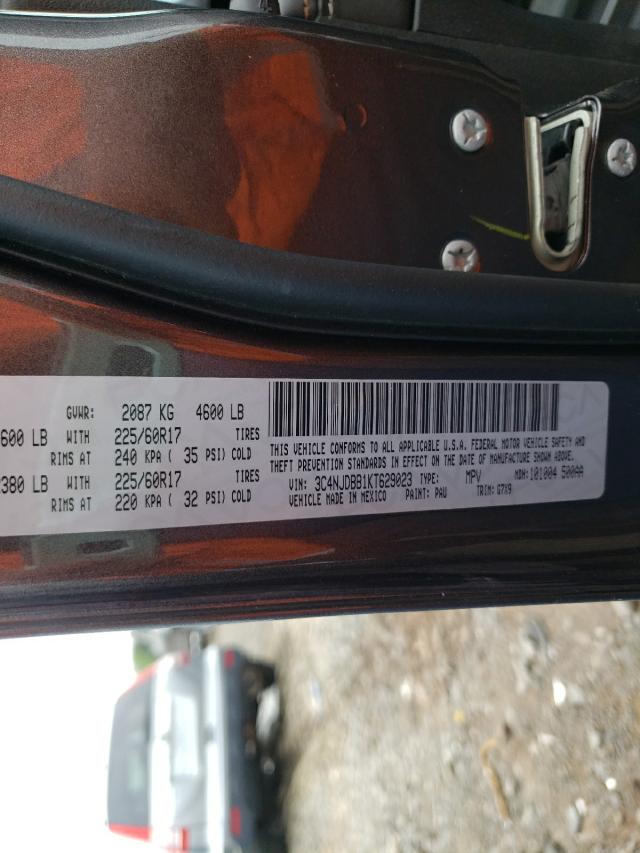 GVWR: 2087 KG 4600 LB
600 LB WITH 225/60R17 TIRES
RIMS AT 240 KPA ( 35 PSI) COLD
380 LB WITH 225/60R17 TIRES
RIMS AT 220 KPA ( 32 PSI) COLD
THIS VEHICLE CONFORMS TO ALL APPLICABLE U.S.A. FEDERAL MOTOR VEHICLE SAFETY AND
THEFT PREVENTION STANDARDS IN EFFECT ON THE DATE OF MANUFACTURE SHOWN ABOVE.
VIN: 3C4NJDBB1KT629023 TYPE: MPV MDH: 101004 500AA
VEHICLE MADE IN MEXICO PAINT: PAU TRIM: G7X9